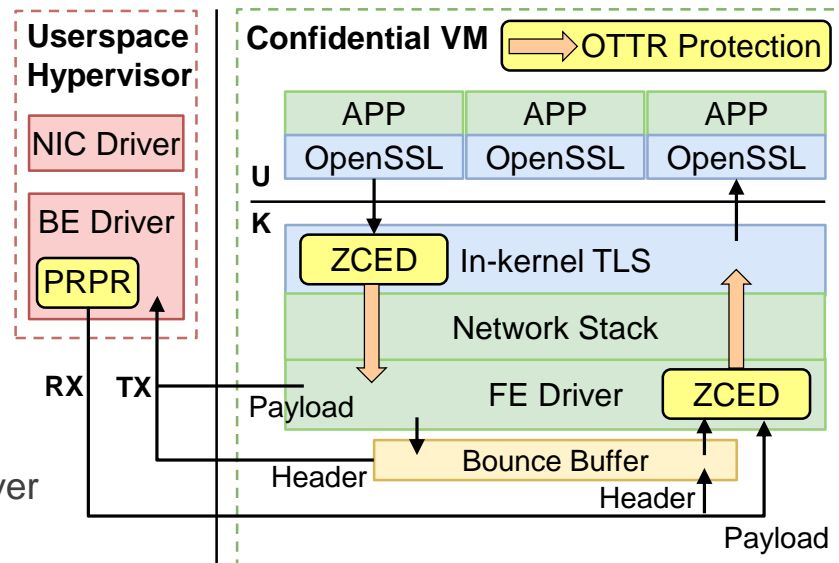 Userspace
Hypervisor
NIC Driver
BE Driver
PRPR
RX
TX
Confidential VM
OTTR Protection
APP
APP
APP
OpenSSL
OpenSSL
OpenSSL
U
K
ZCED
In-kernel TLS
Network Stack
FE Driver
ZCED
Payload
Bounce Buffer
Header
Header
Payload
ver